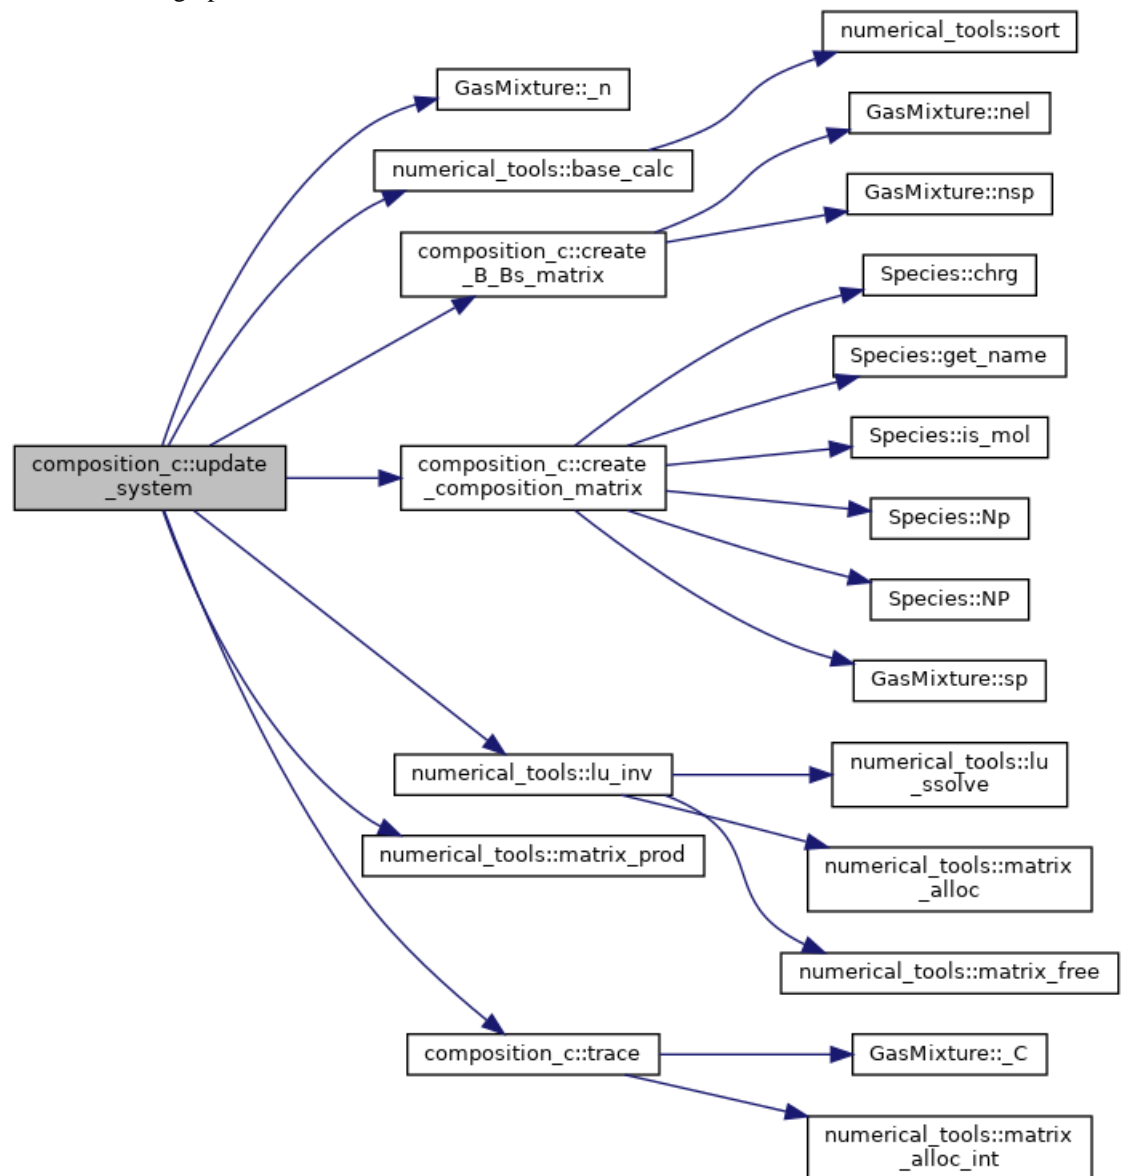 numerical_tools::sort
GasMixture::_n
GasMixture::nel
numerical_tools::base_calc
GasMixture::nsp
composition_c::create
_B_Bs_matrix
Species::chrg
Species::get_name
Species::is_mol
composition_c::update
_system
composition_c::create
_composition_matrix
Species::Np
Species::NP
GasMixture::sp
numerical_tools::lu_inv
numerical_tools::lu
_ssolve
numerical_tools::matrix_prod
numerical_tools::matrix
_alloc
numerical_tools::matrix_free
composition_c::trace
GasMixture::_C
numerical_tools::matrix
_alloc_int